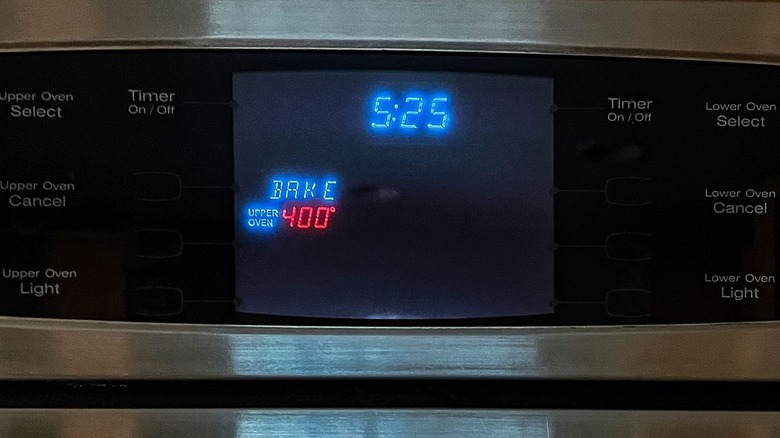 Upper Oven
Select
Timer
On / Off
5:25
Timer
On / Off
Lower Oven
Select
Upper Oven
Cancel
BAKE
UPPER
OVEN
400°
Lower Oven
Cancel
Upper Oven
Light
Lower Oven
Light